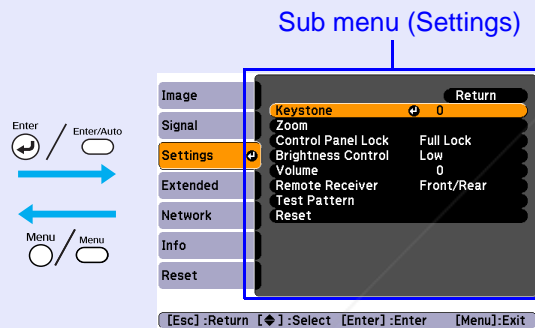 Sub menu (Settings)
Image
Signal
Settings
Extended
Network
Info
Reset
Return
Keystone 0
Zoom
Control Panel Lock Full Lock
Brightness Control Low
Volume 0
Remote Receiver Front/Rear
Test Pattern
Reset
Enter
Enter/Auto
Menu
Menu
[Esc] :Return [◆] :Select [Enter] :Enter [Menu]:Exit